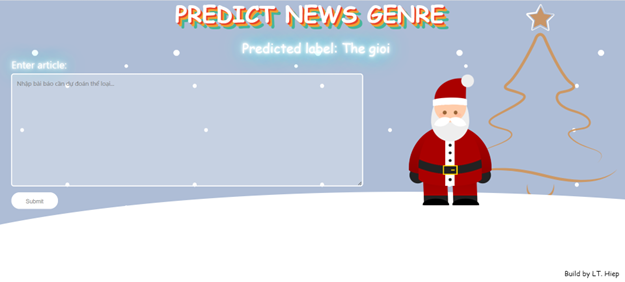 PREDICT NEWS GENRE
Predicted label: The gioi
Enter article:
Nhập bài báo cần dự đoán thể loại...
Submit
Build by LT. Hiep